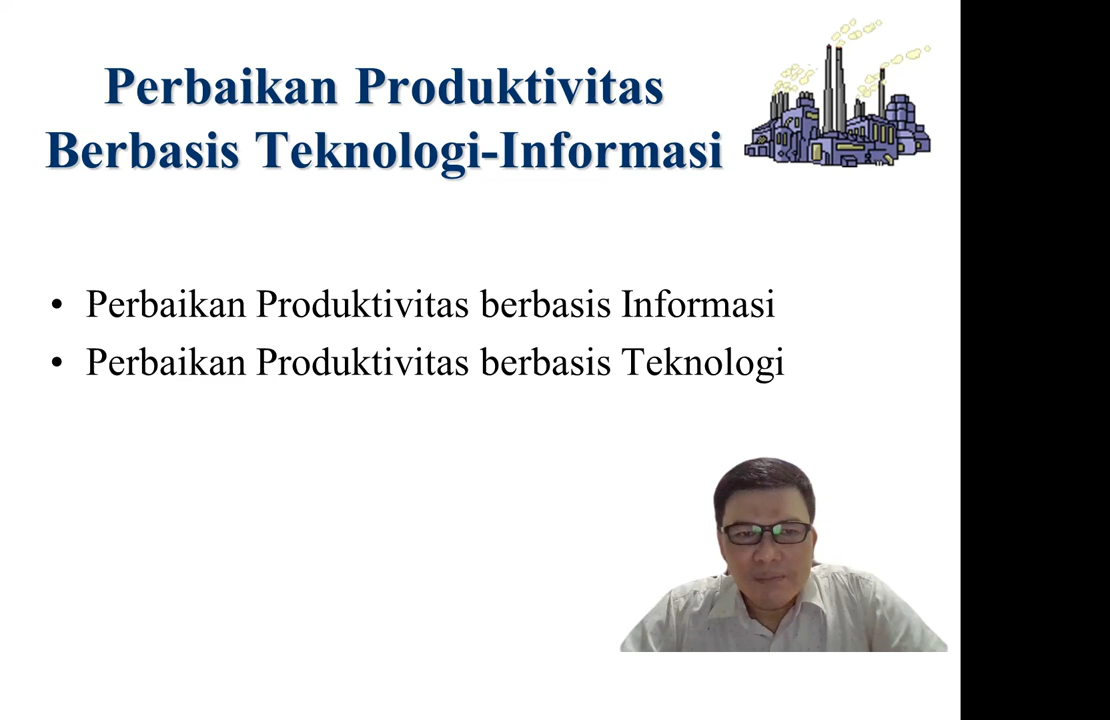 Perbaikan Produktivitas
Berbasis Teknologi-Informasi
• Perbaikan Produktivitas berbasis Informasi
• Perbaikan Produktivitas berbasis Teknologi